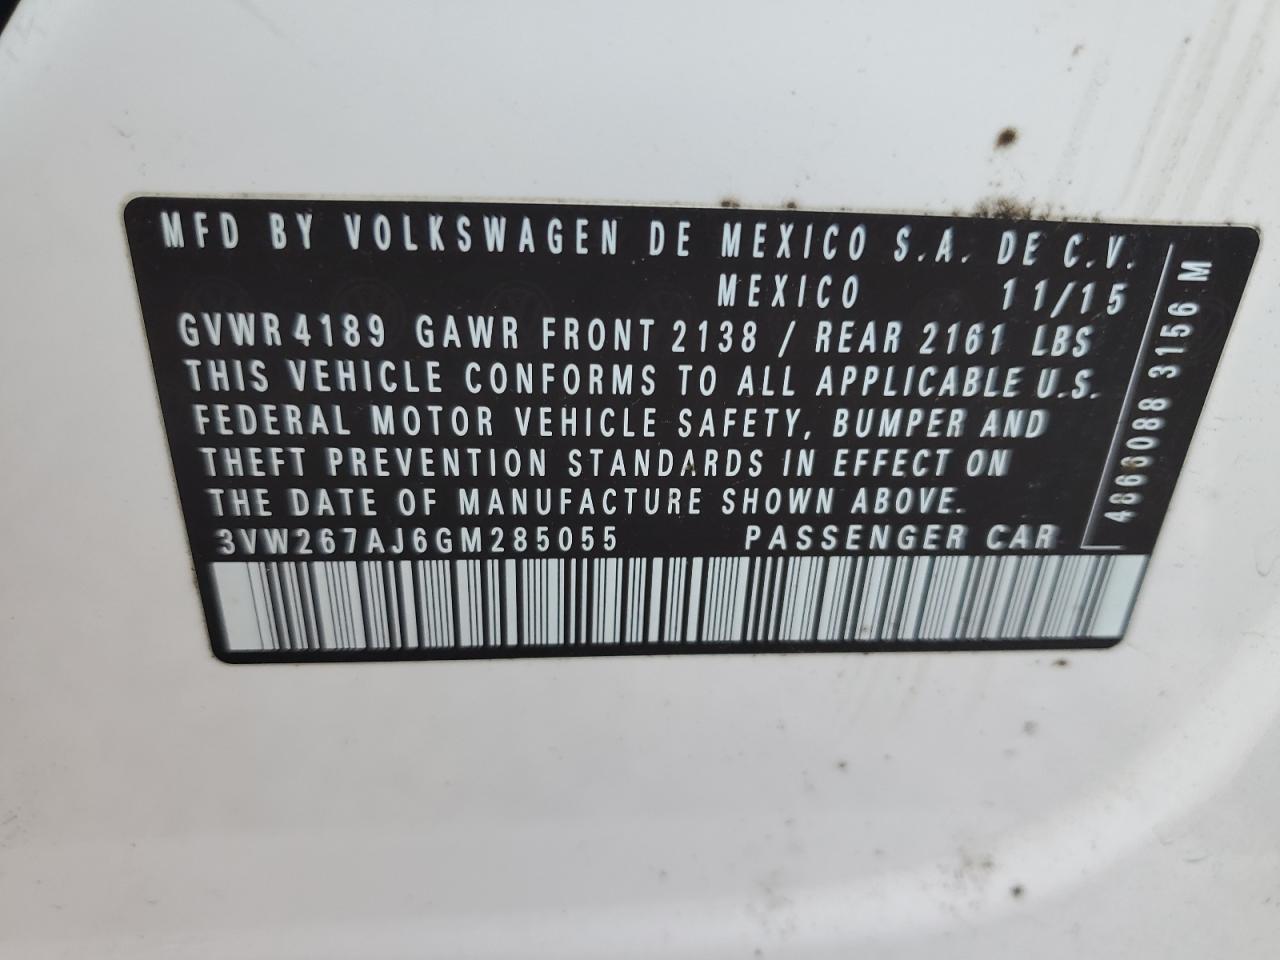 MFD BY VOLKSWAGEN DE MEXICO S.A. DE C.V.
MEXICO 11/15
GVWR 4189 GAWR FRONT 2138 / REAR 2161 LBS
THIS VEHICLE CONFORMS TO ALL APPLICABLE U.S.
FEDERAL MOTOR VEHICLE SAFETY, BUMPER AND
THEFT PREVENTION STANDARDS IN EFFECT ON
THE DATE OF MANUFACTURE SHOWN ABOVE.
3VW267AJ6GM285055 PASSENGER CAR
4866088 3156 M